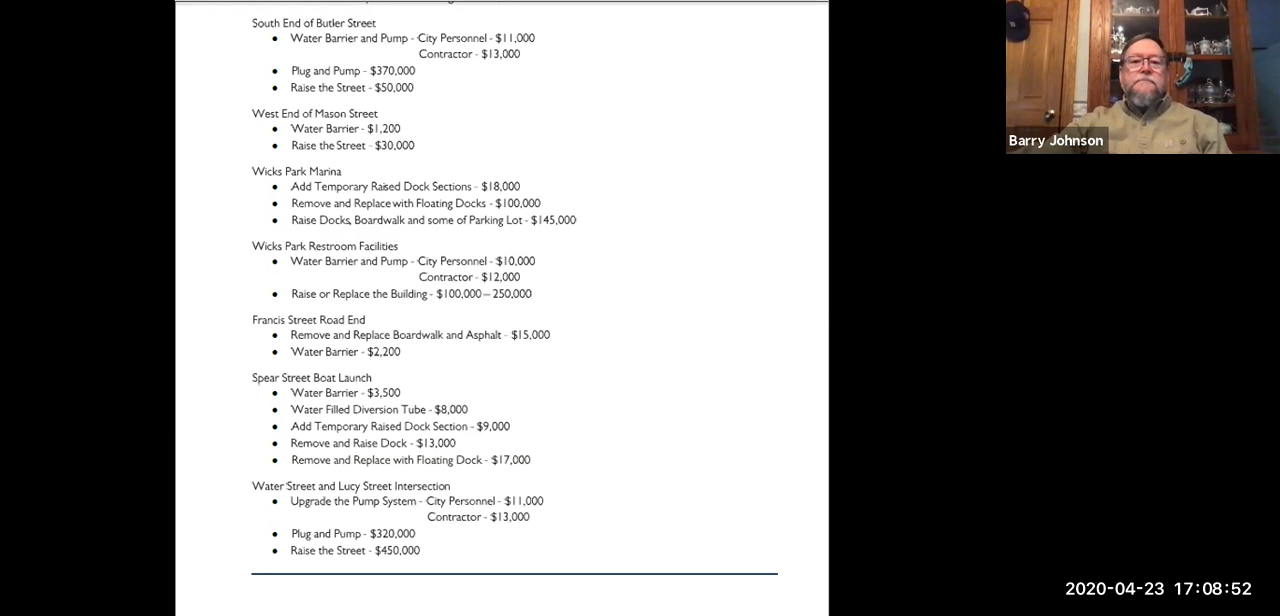 South End of Butler Street
• Water Barrier and Pump - City Personnel - $11,000
Contractor - $13,000
• Plug and Pump - $370,000
• Raise the Street - $50,000
West End of Mason Street
• Water Barrier - $1,200
• Raise the Street - $30,000
Wicks Park Marina
• Add Temporary Raised Dock Sections - $18,000
• Remove and Replace with Floating Docks - $100,000
• Raise Docks, Boardwalk and some of Parking Lot - $145,000
Wicks Park Restroom Facilities
• Water Barrier and Pump - City Personnel - $10,000
Contractor - $12,000
• Raise or Replace the Building - $100,000 – 250,000
Francis Street Road End
• Remove and Replace Boardwalk and Asphalt - $15,000
• Water Barrier - $2,200
Spear Street Boat Launch
• Water Barrier - $3,500
• Water Filled Diversion Tube - $8,000
• Add Temporary Raised Dock Section - $9,000
• Remove and Raise Dock - $13,000
• Remove and Replace with Floating Dock - $17,000
Water Street and Lucy Street Intersection
• Upgrade the Pump System - City Personnel - $11,000
Contractor - $13,000
• Plug and Pump - $320,000
• Raise the Street - $450,000
Barry Johnson
2020-04-23 17:08:52